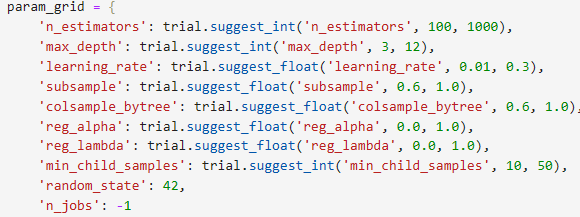 param_grid = {
    'n_estimators': trial.suggest_int('n_estimators', 100, 1000),
    'max_depth': trial.suggest_int('max_depth', 3, 12),
    'learning_rate': trial.suggest_float('learning_rate', 0.01, 0.3),
    'subsample': trial.suggest_float('subsample', 0.6, 1.0),
    'colsample_bytree': trial.suggest_float('colsample_bytree', 0.6, 1.0),
    'reg_alpha': trial.suggest_float('reg_alpha', 0.0, 1.0),
    'reg_lambda': trial.suggest_float('reg_lambda', 0.0, 1.0),
    'min_child_samples': trial.suggest_int('min_child_samples', 10, 50),
    'random_state': 42,
    'n_jobs': -1